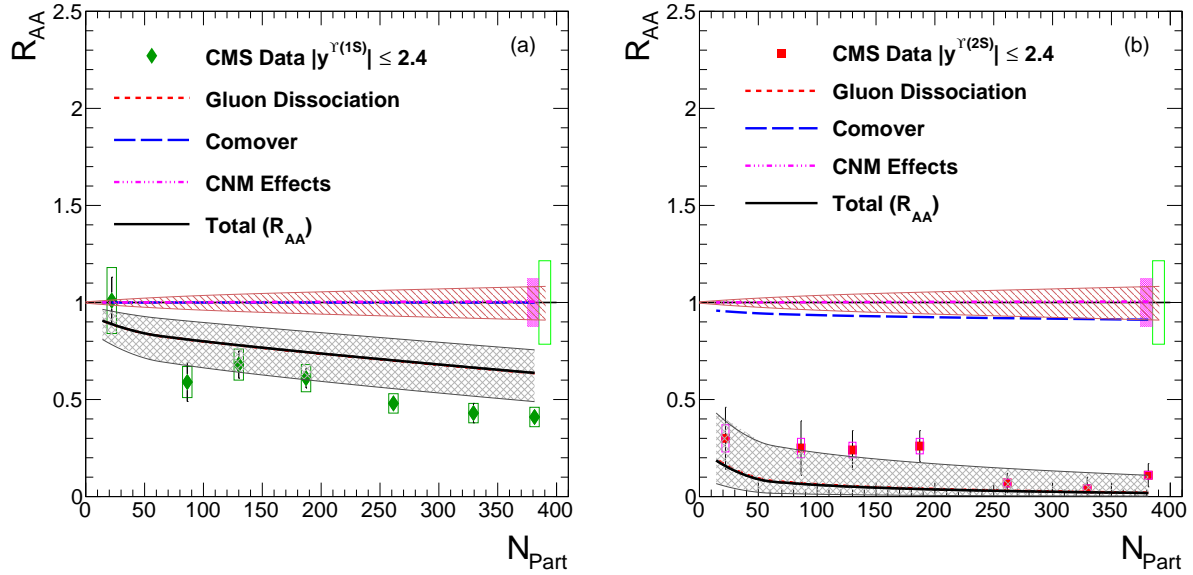 R_AA
2.5
2
1.5
1
0.5
0
(a)
CMS Data |y^ϒ(1S)| ≤ 2.4
Gluon Dissociation
Comover
CNM Effects
Total (R_AA)
0 50 100 150 200 250 300 350 400
N_Part
R_AA
2.5
2
1.5
1
0.5
0
(b)
CMS Data |y^ϒ(2S)| ≤ 2.4
Gluon Dissociation
Comover
CNM Effects
Total (R_AA)
0 50 100 150 200 250 300 350 400
N_Part